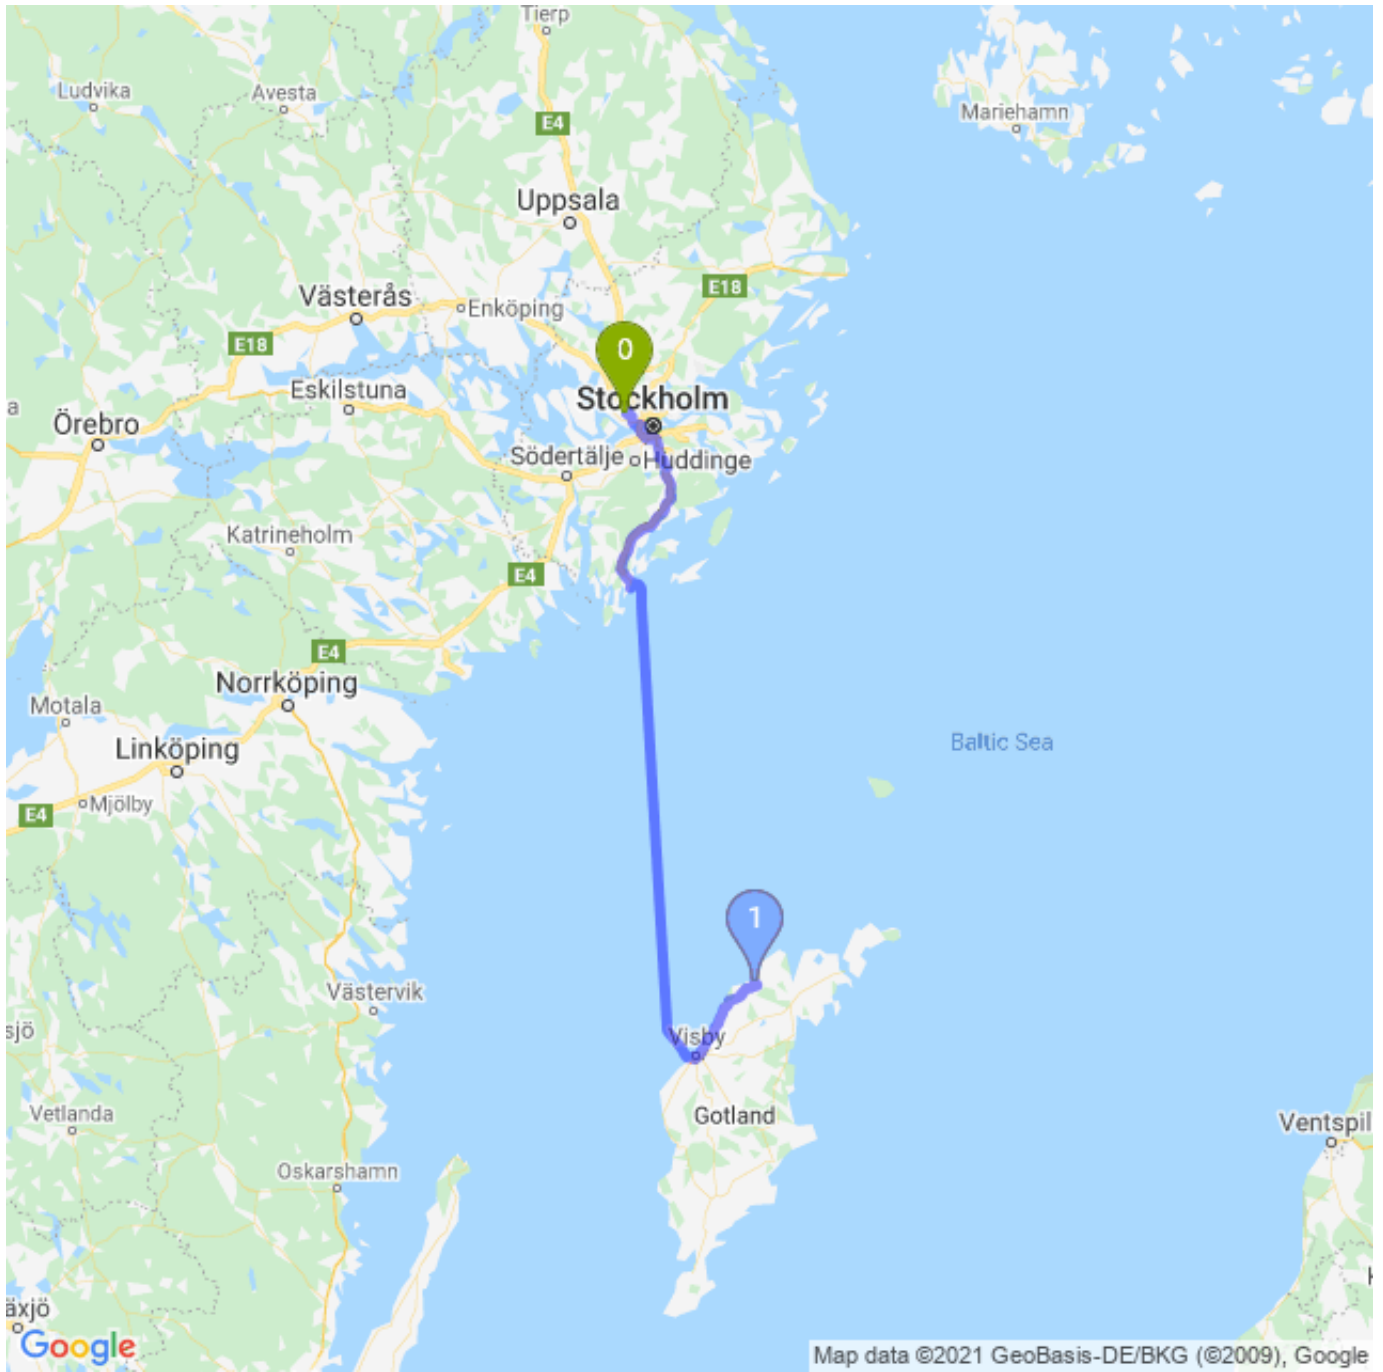 Tierp
Ludvika
Avesta
Mariehamn
E4
Uppsala
E18
Västerås
Enköping
0
E18
Eskilstuna
Stockholm
a
Örebro
Södertälje
Huddinge
Katrineholm
E4
E4
Norrköping
Motala
Linköping
Baltic Sea
Mjölby
E4
1
Västervik
sjö
Visby
Vetlanda
Gotland
Ventspil
Oskarshamn
äxjö
Google
Map data ©2021 GeoBasis-DE/BKG (©2009), Google